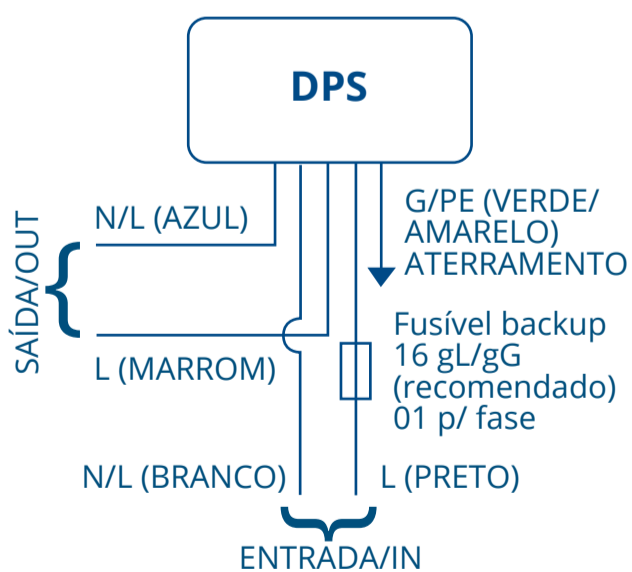 DPS
N/L (AZUL)
G/PE (VERDE/
AMARELO)
ATERRAMENTO
SAÍDA/OUT
L (MARROM)
Fusível backup
16 gL/gG
(recomendado)
01 p/ fase
N/L (BRANCO)
L (PRETO)
ENTRADA/IN